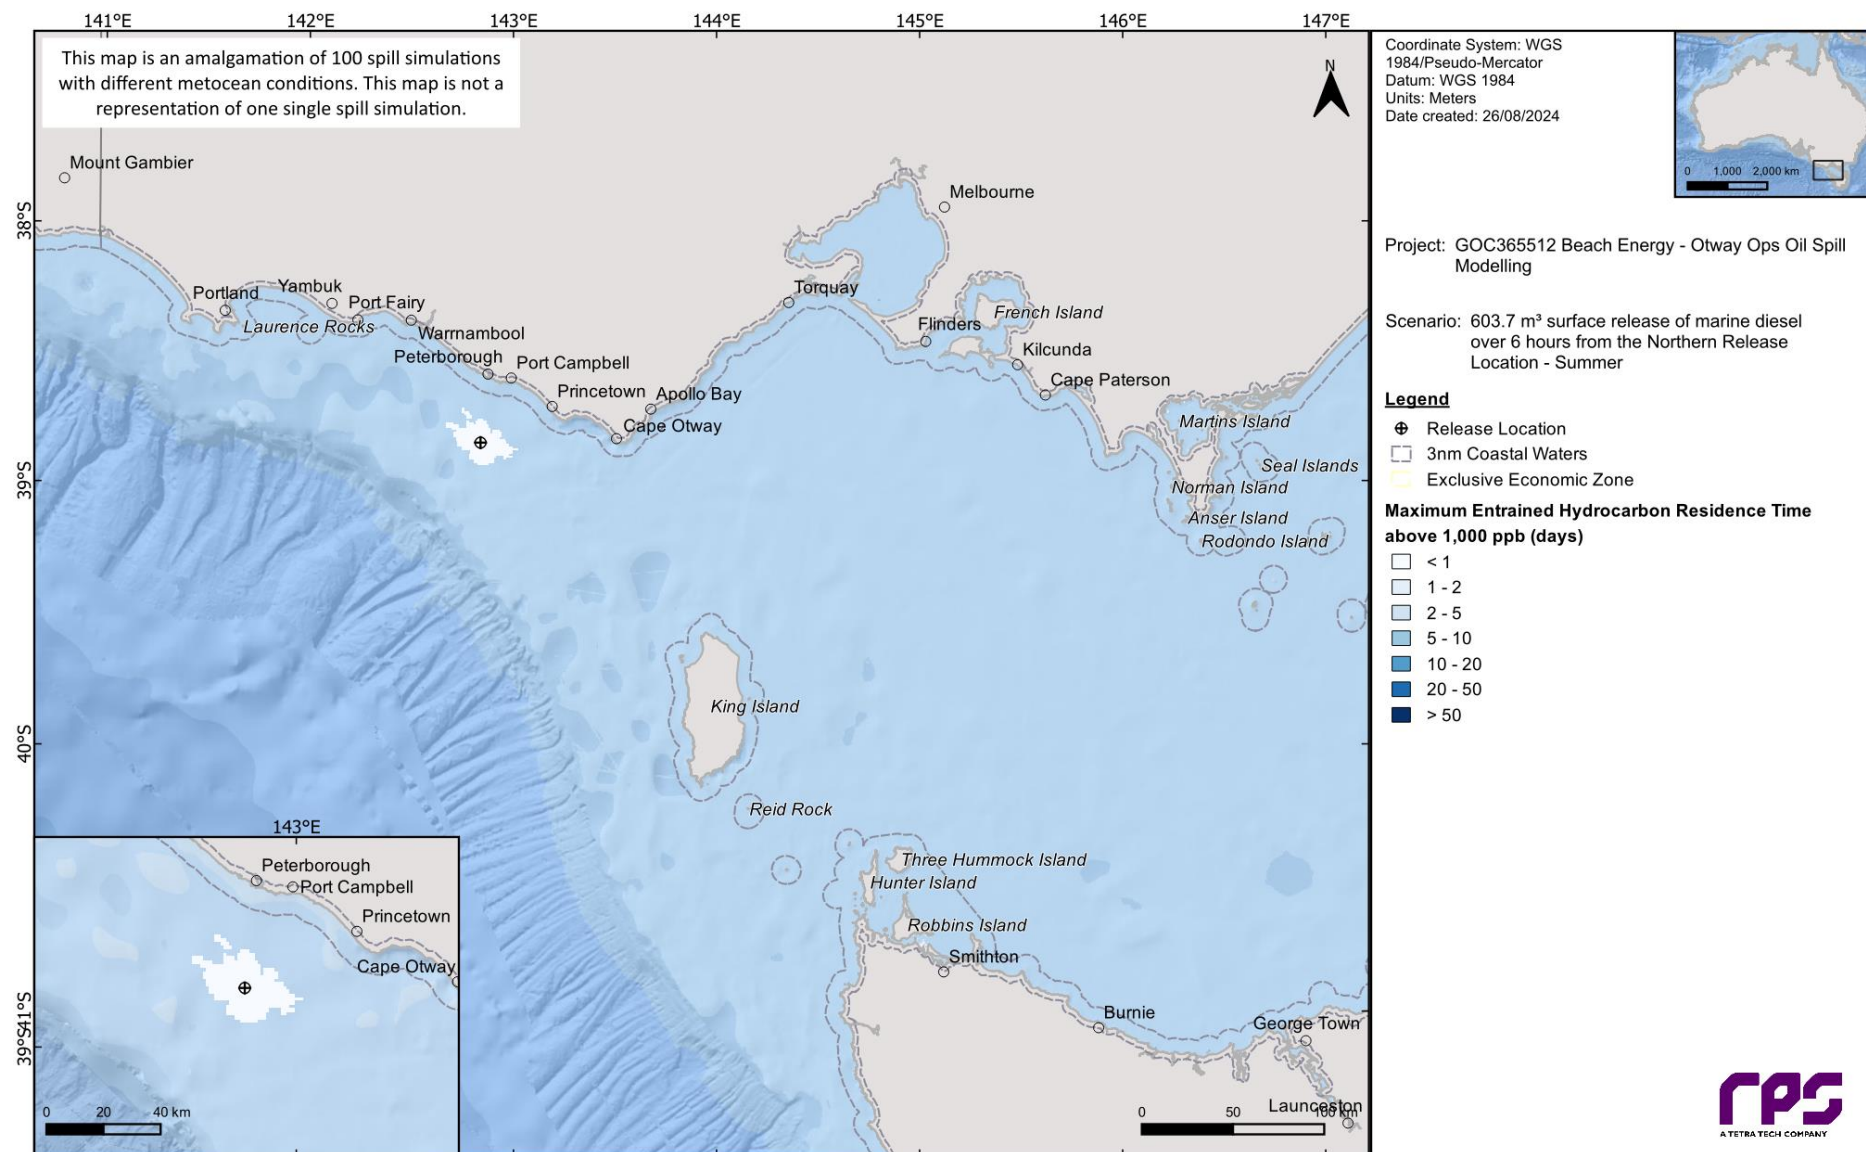 141°E 142°E 143°E 144°E 145°E 146°E 147°E
This map is an amalgamation of 100 spill simulations
with different metocean conditions. This map is not a
representation of one single spill simulation.
N
Mount Gambier
Melbourne
38°S
Portland
Yambuk
Port Fairy
Laurence Rocks
Warrnambool
Peterborough
Port Campbell
Princetown
Apollo Bay
Cape Otway
Torquay
Flinders
French Island
Kilcunda
Cape Paterson
Martins Island
Seal Islands
39°S
Norman Island
Anser Island
Rodondo Island
King Island
40°S
Reid Rock
Three Hummock Island
Hunter Island
Robbins Island
Smithton
41°S
Burnie
George Town
Launceston
0 50 100 km
143°E
Peterborough
Port Campbell
Princetown
Cape Otway
39°S
0 20 40 km
Coordinate System: WGS
1984/Pseudo-Mercator
Datum: WGS 1984
Units: Meters
Date created: 26/08/2024
0 1,000 2,000 km
Project: GOC365512 Beach Energy - Otway Ops Oil Spill
Modelling
Scenario: 603.7 m³ surface release of marine diesel
over 6 hours from the Northern Release
Location - Summer
Legend
Release Location
3nm Coastal Waters
Exclusive Economic Zone
Maximum Entrained Hydrocarbon Residence Time
above 1,000 ppb (days)
< 1
1 - 2
2 - 5
5 - 10
10 - 20
20 - 50
> 50
rps
A TETRA TECH COMPANY